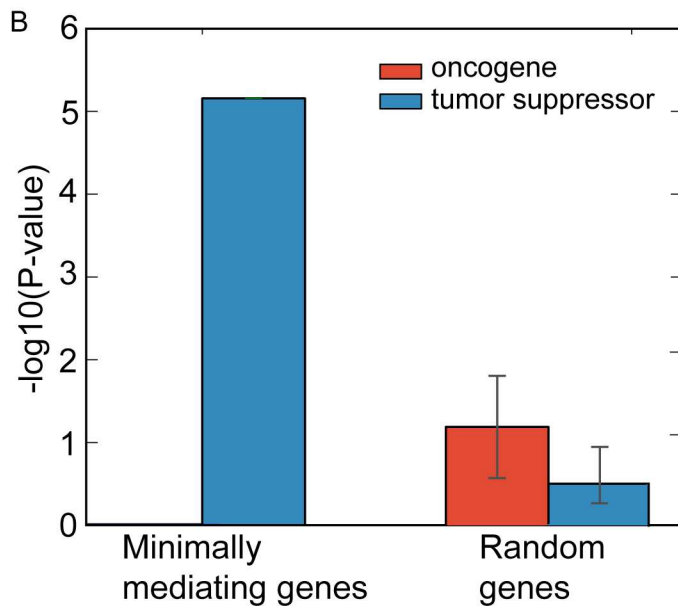 B
6
5
4
3
2
1
0
-log10(P-value)
oncogene
tumor suppressor
Minimally
mediating genes
Random
genes